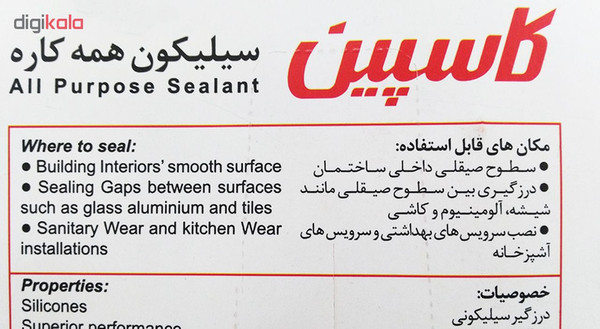 digikala
سیلیکون همه کاره
All Purpose Sealant
کاسپین
Where to seal:
● Building Interiors' smooth surface
● Sealing Gaps between surfaces
such as glass aluminium and tiles
● Sanitary Wear and kitchen Wear
installations
مکان های قابل استفاده:
● سطوح صیقلی داخلی ساختمان
● درزگیری بین سطوح صیقلی مانند
شیشه، آلومینیوم و کاشی
● نصب سرویس های بهداشتی و سرویس های
آشپزخانه
Properties:
Silicones
Superior performance
خصوصیات:
درزگیر سیلیکونی